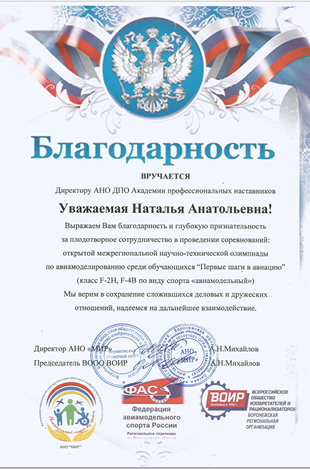 Благодарность
ВРУЧАЕТСЯ
Директору АНО ДПО Академии профессиональных наставников
Уважаемая Наталья Анатольевна!
Выражаем Вам благодарность и глубокую признательность
за плодотворное сотрудничество в проведении соревнований:
открытом межрегиональной научно-технической олимпиады
по авиамоделированию среди обучающихся "Первые шаги в авиацию"
(класс F-2H, F-4B по виду спорта «авиамодельный»)
Мы верим в сохранение сложившихся деловых и дружеских
отношений, надеемся на дальнейшее взаимодействие.
Директор АНО «МИР» А.Н.Михайлов
Председатель ВООО ВОИР А.Н.Михайлов
АНО "МИР"
ФАС
Федерация
авиамодельного
спорта России
Региональное отделение
ВОИР
ВСЕРОССИЙСКОЕ
ОБЩЕСТВО
ИЗОБРЕТАТЕЛЕЙ И
РАЦИОНАЛИЗАТОРОВ
ВОРОНЕЖСКАЯ
РЕГИОНАЛЬНАЯ
ОРГАНИЗАЦИЯ